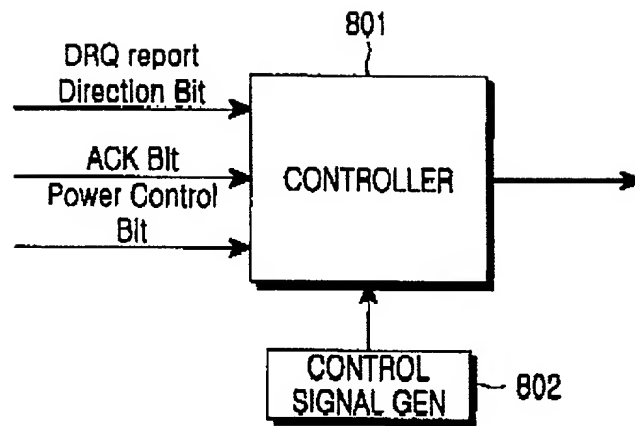 801
DRQ report
Direction Bit
ACK Bit
Power Control
Bit
CONTROLLER
CONTROL
SIGNAL GEN
802